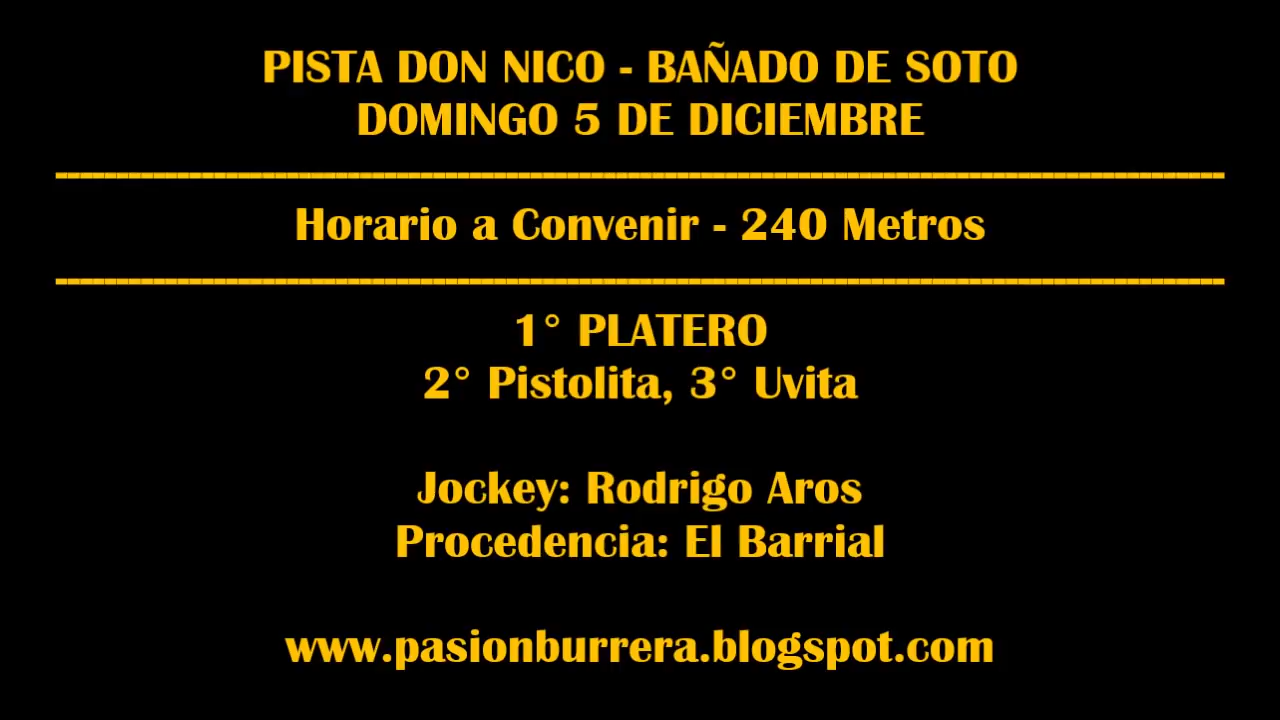 PISTA DON NICO - BAÑADO DE SOTO
DOMINGO 5 DE DICIEMBRE
Horario a Convenir - 240 Metros
1° PLATERO
2° Pistolita, 3° Uvita
Jockey: Rodrigo Aros
Procedencia: El Barrial
www.pasionburrera.blogspot.com